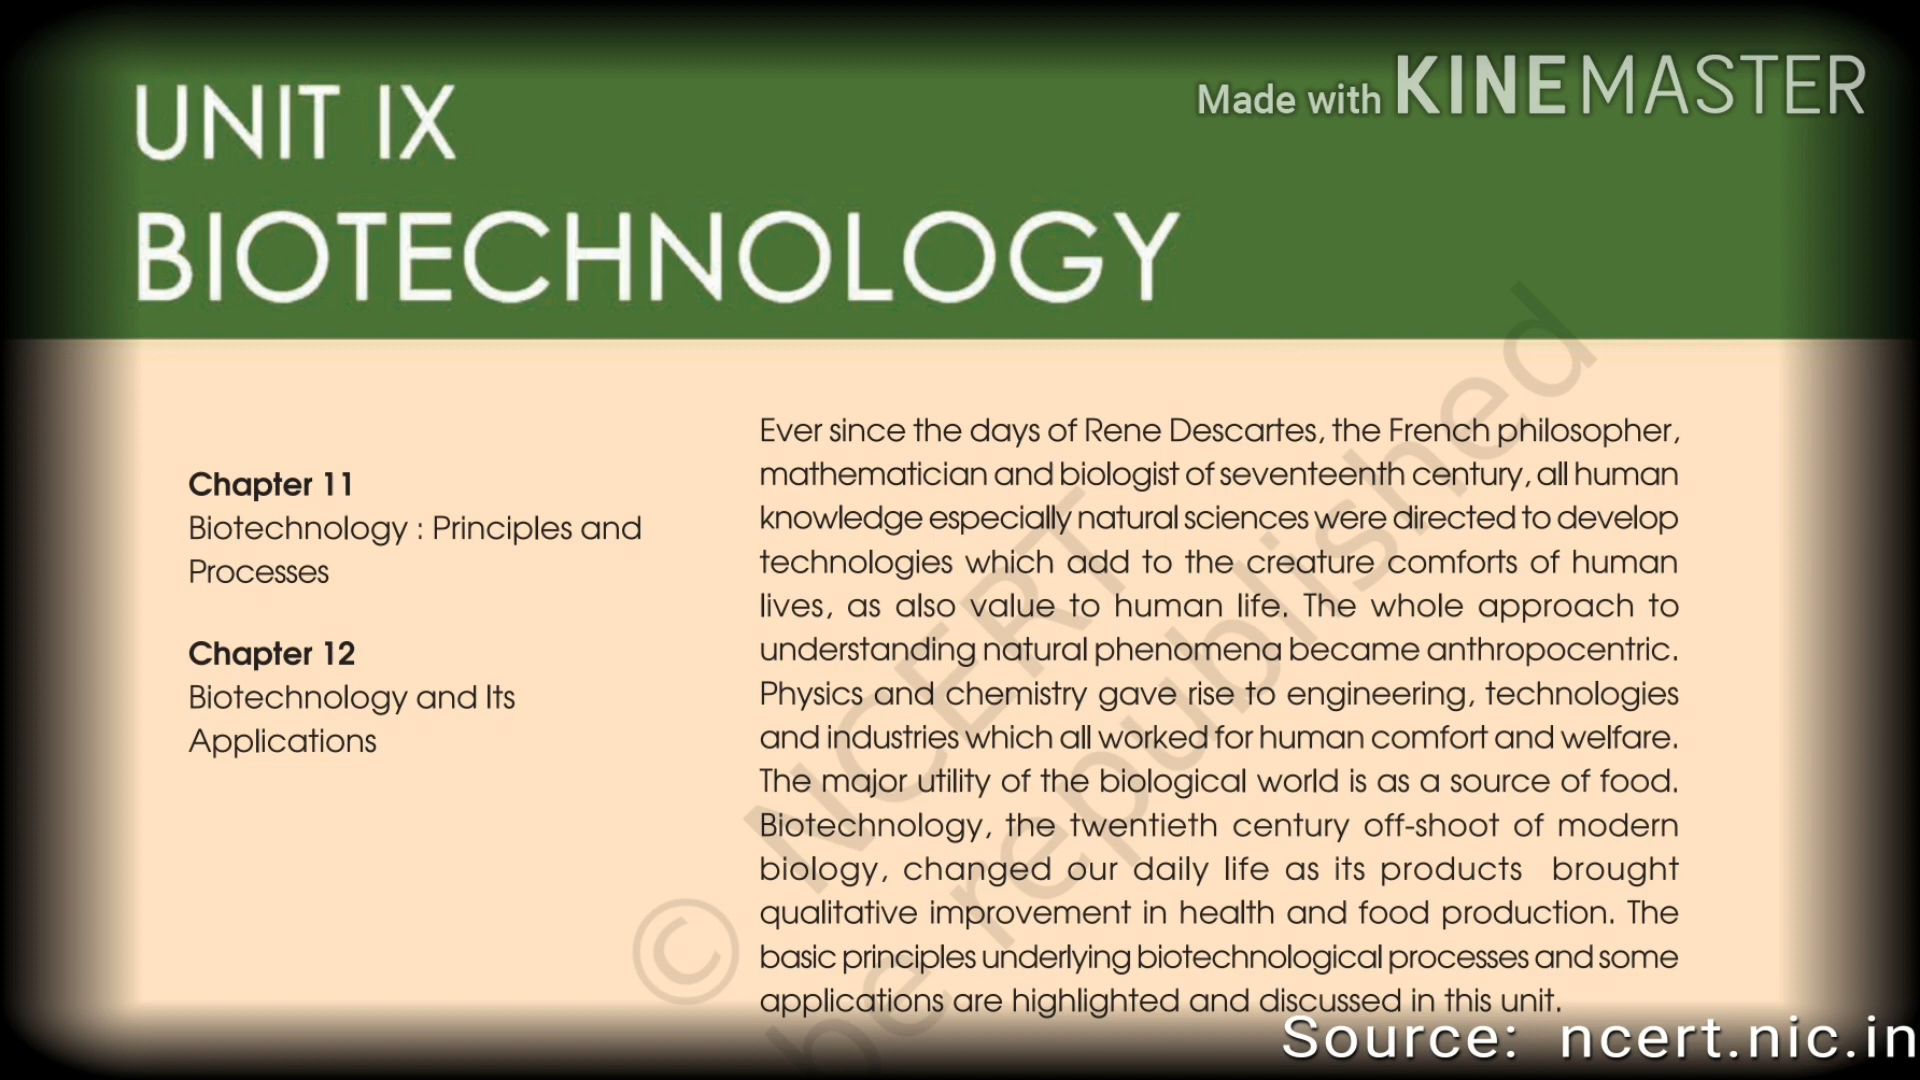 UNIT IX
Made with KINEMASTER
BIOTECHNOLOGY
Chapter 11
Biotechnology : Principles and
Processes
Chapter 12
Biotechnology and Its
Applications
Ever since the days of Rene Descartes, the French philosopher,
mathematician and biologist of seventeenth century, all human
knowledge especially natural sciences were directed to develop
technologies which add to the creature comforts of human
lives, as also value to human life. The whole approach to
understanding natural phenomena became anthropocentric.
Physics and chemistry gave rise to engineering, technologies
and industries which all worked for human comfort and welfare.
The major utility of the biological world is as a source of food.
Biotechnology, the twentieth century off-shoot of modern
biology, changed our daily life as its products brought
qualitative improvement in health and food production. The
basic principles underlying biotechnological processes and some
applications are highlighted and discussed in this unit.
© NCERT
be republished
Source: ncert.nic.in